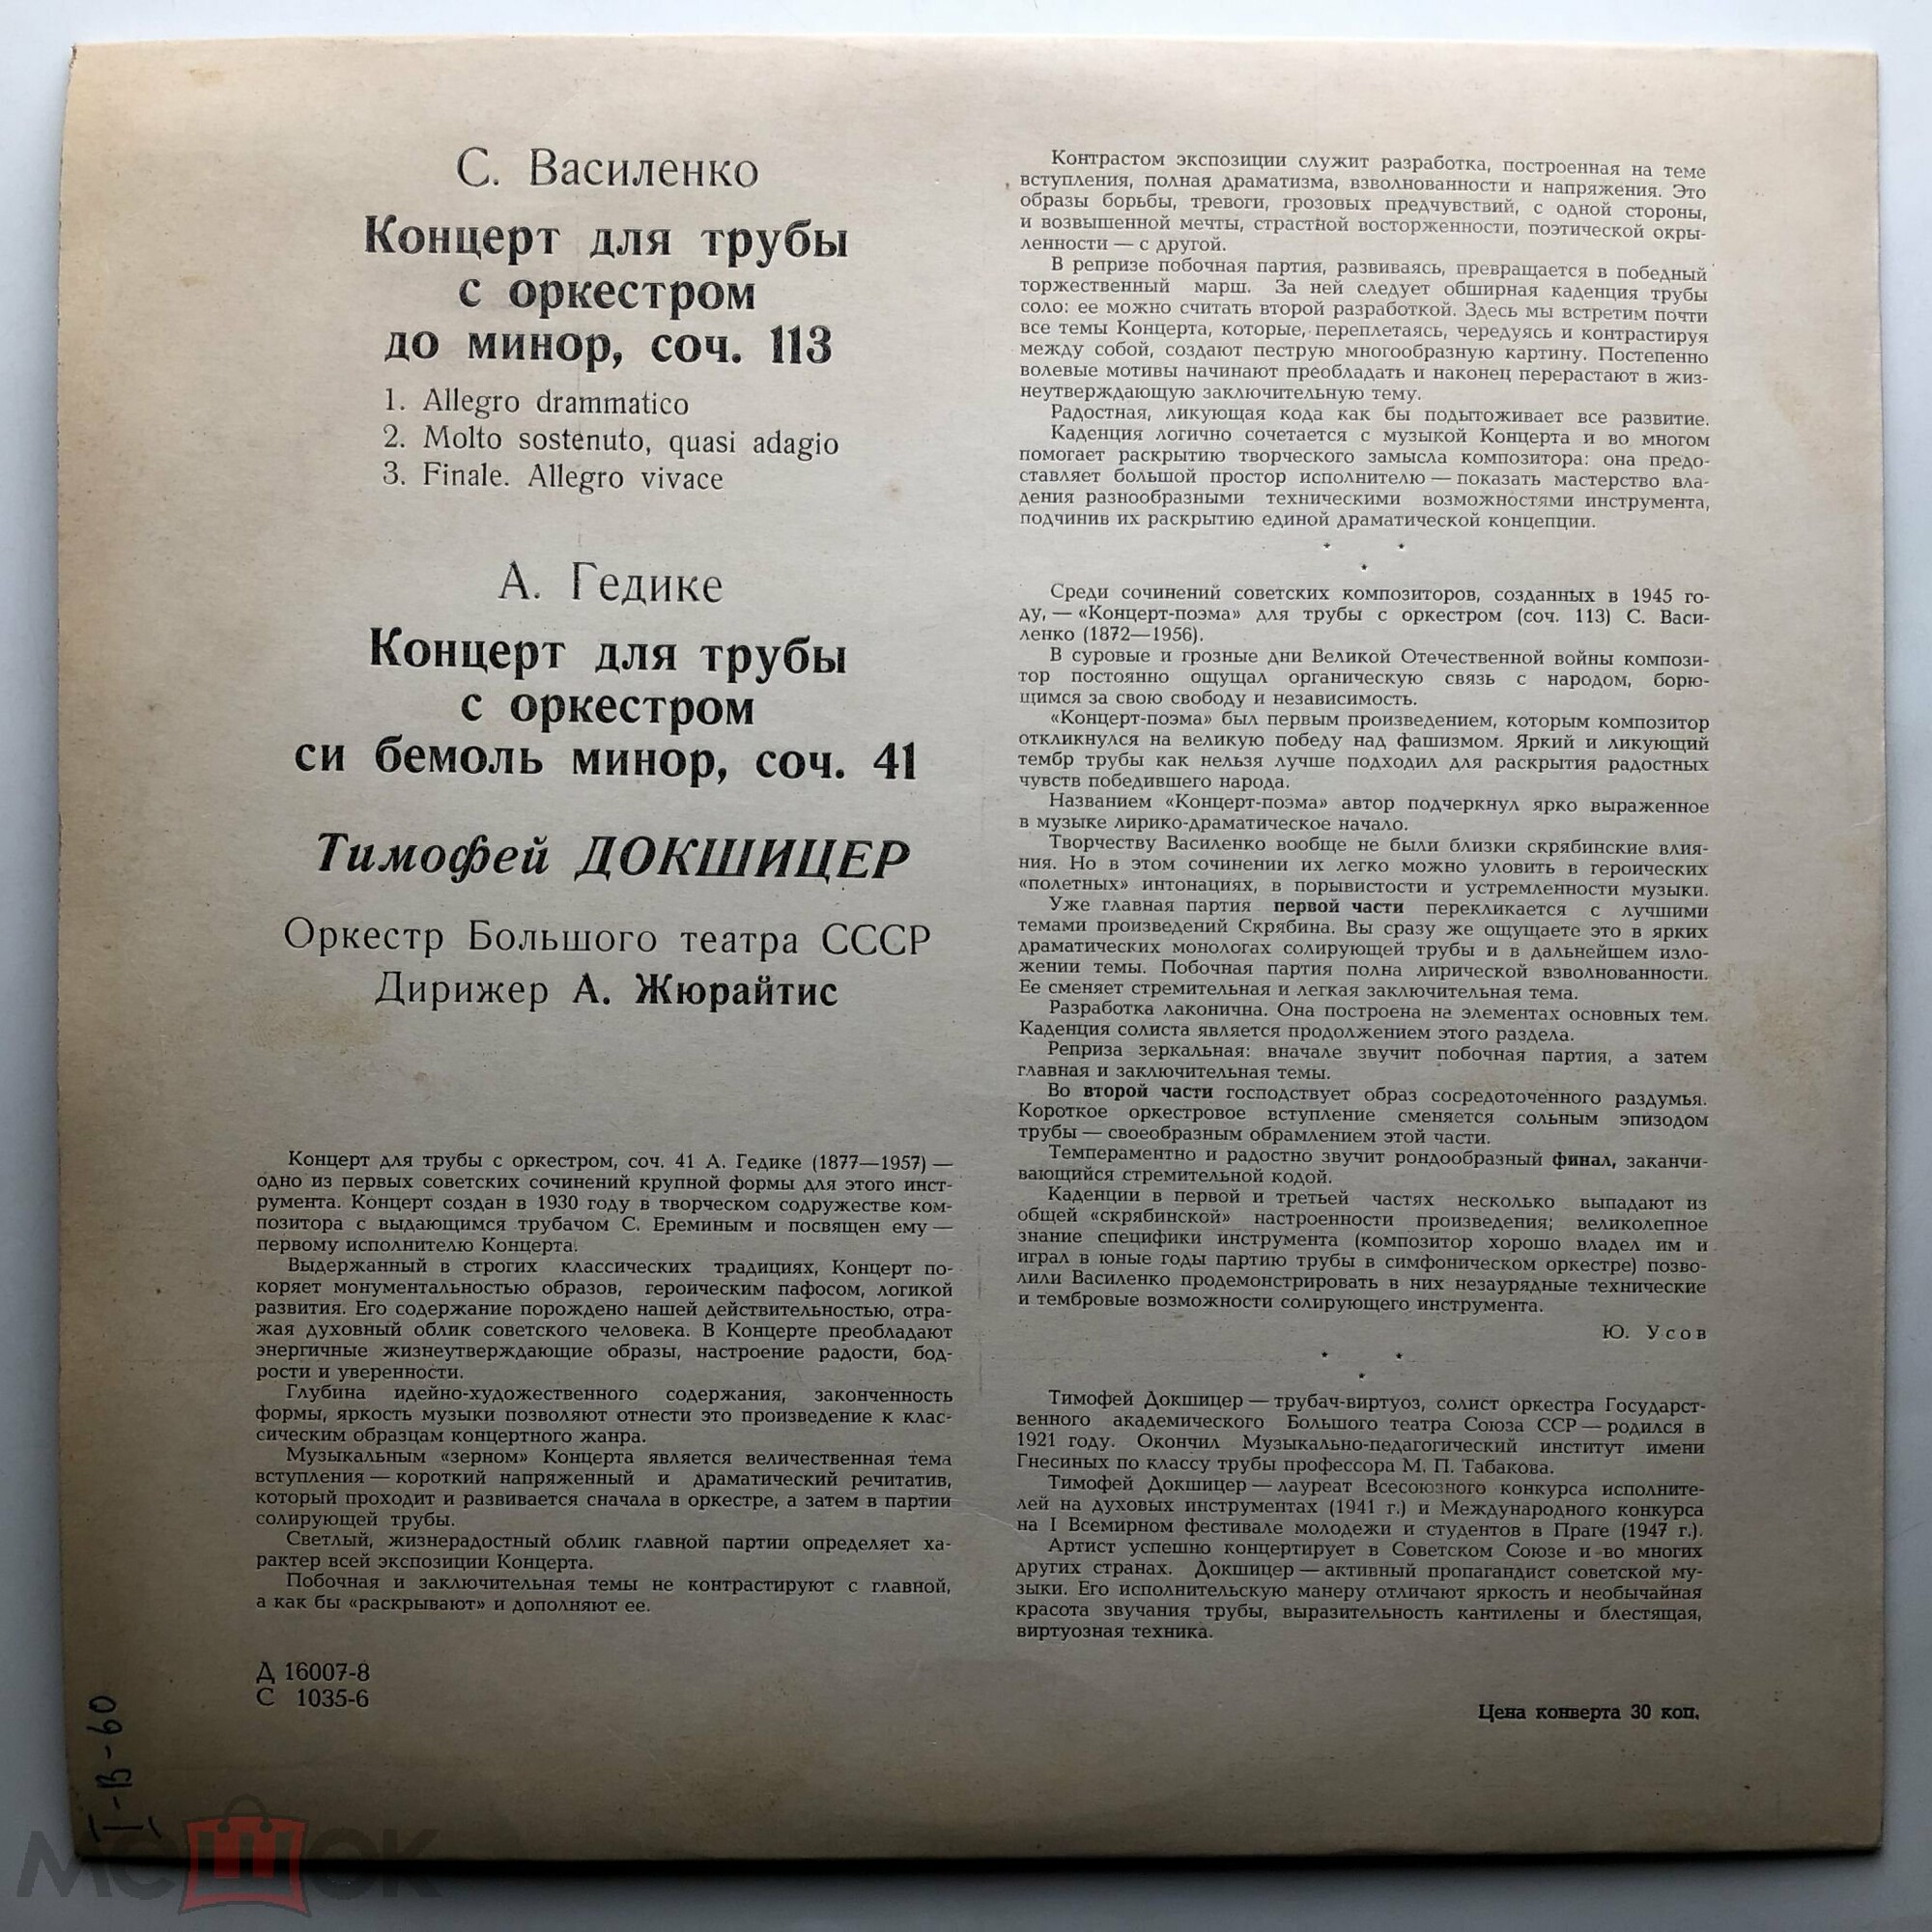 С. Василенко
Концерт для трубы
с оркестром
до минор, соч. 113
1. Allegro drammatico
2. Molto sostenuto, quasi adagio
3. Finale. Allegro vivace
А. Гедике
Концерт для трубы
с оркестром
си бемоль минор, соч. 41
Тимофей ДОКШИЦЕР
Оркестр Большого театра СССР
Дирижер А. Жюрайтис
Концерт для трубы с оркестром, соч. 41 А. Гедике (1877—1957) —
одно из первых советских сочинений крупной формы для этого инст-
румента. Концерт создан в 1930 году в творческом содружестве ком-
позитора с выдающимся трубачом С. Ереминым и посвящен ему —
первому исполнителю Концерта.
Выдержанный в строгих классических традициях, Концерт по-
коряет монументальностью образов, героическим пафосом, логикой
развития. Его содержание порождено нашей действительностью, отра-
жая духовный облик советского человека. В Концерте преобладают
энергичные жизнеутверждающие образы, настроение радости, бод-
рости и уверенности.
Глубина идейно-художественного содержания, законченность
формы, яркость музыки позволяют отнести это произведение к клас-
сическим образцам концертного жанра.
Музыкальным «зерном» Концерта является величественная тема
вступления — короткий напряженный и драматический речитатив,
который проходит и развивается сначала в оркестре, а затем в партии
солирующей трубы.
Светлый, жизнерадостный облик главной партии определяет ха-
рактер всей экспозиции Концерта.
Побочная и заключительная темы не контрастируют с главной,
а как бы «раскрывают» и дополняют ее.
Д 16007-8
С 1035-6
Контрастом экспозиции служит разработка, построенная на теме
вступления, полная драматизма, взволнованности и напряжения. Это
образы борьбы, тревоги, грозовых предчувствий, с одной стороны,
и возвышенной мечты, страстной восторженности, поэтической окры-
ленности — с другой.
В репризе побочная партия, развиваясь, превращается в победный
торжественный марш. За ней следует обширная каденция трубы
соло: ее можно считать второй разработкой. Здесь мы встретим почти
все темы Концерта, которые, переплетаясь, чередуясь и контрастируя
между собой, создают пеструю многообразную картину. Постепенно
волевые мотивы начинают преобладать и наконец перерастают в жиз-
неутверждающую заключительную тему.
Радостная, ликующая кода как бы подытоживает все развитие.
Каденция логично сочетается с музыкой Концерта и во многом
помогает раскрытию творческого замысла композитора: она предо-
ставляет большой простор исполнителю — показать мастерство вла-
дения разнообразными техническими возможностями инструмента,
подчинив их раскрытию единой драматической концепции.
* *
*
Среди сочинений советских композиторов, созданных в 1945 го-
ду, — «Концерт-поэма» для трубы с оркестром (соч. 113) С. Васи-
ленко (1872—1956).
В суровые и грозные дни Великой Отечественной войны компози-
тор постоянно ощущал органическую связь с народом, борю-
щимся за свою свободу и независимость.
«Концерт-поэма» был первым произведением, которым композитор
откликнулся на великую победу над фашизмом. Яркий и ликующий
тембр трубы как нельзя лучше подходил для раскрытия радостных
чувств победившего народа.
Названием «Концерт-поэма» автор подчеркнул ярко выраженное
в музыке лирико-драматическое начало.
Творчеству Василенко вообще не были близки скрябинские влия-
ния. Но в этом сочинении их легко можно уловить в героических
«полетных» интонациях, в порывистости и устремленности музыки.
Уже главная партия первой части перекликается с лучшими
темами произведений Скрябина. Вы сразу же ощущаете это в ярких
драматических монологах солирующей трубы и в дальнейшем изло-
жении темы. Побочная партия полна лирической взволнованности.
Ее сменяет стремительная и легкая заключительная тема.
Разработка лаконична. Она построена на элементах основных тем.
Каденция солиста является продолжением этого раздела.
Реприза зеркальная: вначале звучит побочная партия, а затем
главная и заключительная темы.
Во второй части господствует образ сосредоточенного раздумья.
Короткое оркестровое вступление сменяется сольным эпизодом
трубы — своеобразным обрамлением этой части.
Темпераментно и радостно звучит рондообразный финал, заканчи-
вающийся стремительной кодой.
Каденции в первой и третьей частях несколько выпадают из
общей «скрябинской» настроенности произведения; великолепное
знание специфики инструмента (композитор хорошо владел им и
играл в юные годы партию трубы в симфоническом оркестре) позво-
лили Василенко продемонстрировать в них незаурядные технические
и тембровые возможности солирующего инструмента.
Ю. Усов
* *
*
Тимофей Докшицер — трубач-виртуоз, солист оркестра Государст-
венного академического Большого театра Союза ССР — родился в
1921 году. Окончил Музыкально-педагогический институт имени
Гнесиных по классу трубы профессора М. П. Табакова.
Тимофей Докшицер — лауреат Всесоюзного конкурса исполните-
лей на духовых инструментах (1941 г.) и Международного конкурса
на I Всемирном фестивале молодежи и студентов в Праге (1947 г.).
Артист успешно концертирует в Советском Союзе и во многих
других странах. Докшицер — активный пропагандист советской му-
зыки. Его исполнительскую манеру отличают яркость и необычайная
красота звучания трубы, выразительность кантилены и блестящая,
виртуозная техника.
Цена конверта 30 коп.
I-В-60
мешок